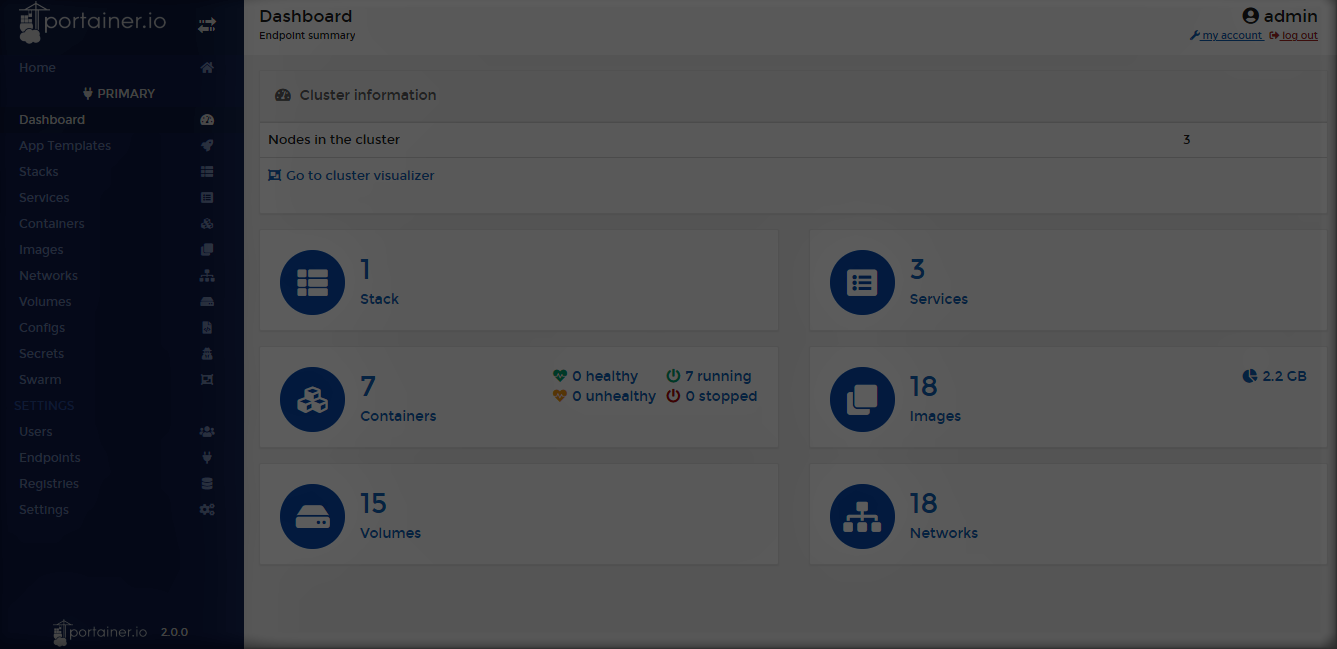 portainer.io
Home
PRIMARY
Dashboard
App Templates
Stacks
Services
Containers
Images
Networks
Volumes
Configs
Secrets
Swarm
SETTINGS
Users
Endpoints
Registries
Settings
portainer.io 2.0.0
Dashboard
Endpoint summary
admin
my account log out
Cluster information
Nodes in the cluster 3
Go to cluster visualizer
1
Stack
3
Services
7
Containers
0 healthy 7 running
0 unhealthy 0 stopped
18
Images
2.2 GB
15
Volumes
18
Networks